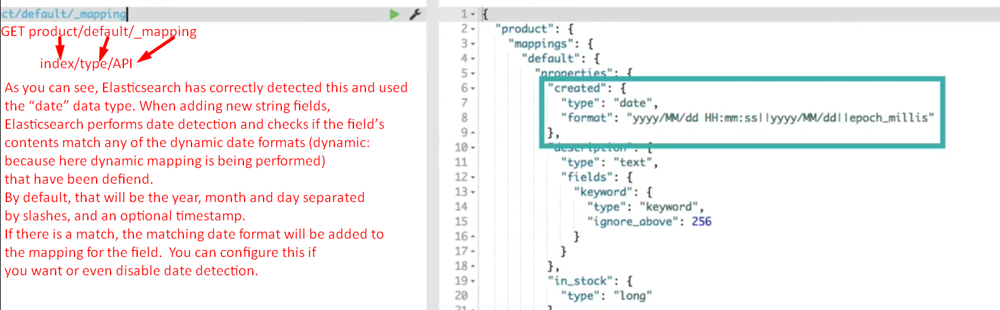 ct/default/_mapping
GET product/default/_mapping
index/type/API
As you can see, Elasticsearch has correctly detected this and used
the “date” data type. When adding new string fields,
Elasticsearch performs date detection and checks if the field’s
contents match any of the dynamic date formats (dynamic:
because here dynamic mapping is being performed)
that have been defiend.
By default, that will be the year, month and day separated
by slashes, and an optional timestamp.
If there is a match, the matching date format will be added to
the mapping for the field.  You can configure this if
you want or even disable date detection.
1 {
2 "product": {
3 "mappings": {
4 "default": {
5 "properties": {
6 "created": {
7 "type": "date",
8 "format": "yyyy/MM/dd HH:mm:ss||yyyy/MM/dd||epoch_millis"
9 },
10 "description": {
11 "type": "text",
12 "fields": {
13 "keyword": {
14 "type": "keyword",
15 "ignore_above": 256
16 }
17 }
18 },
19 "in_stock": {
20 "type": "long"
21 }